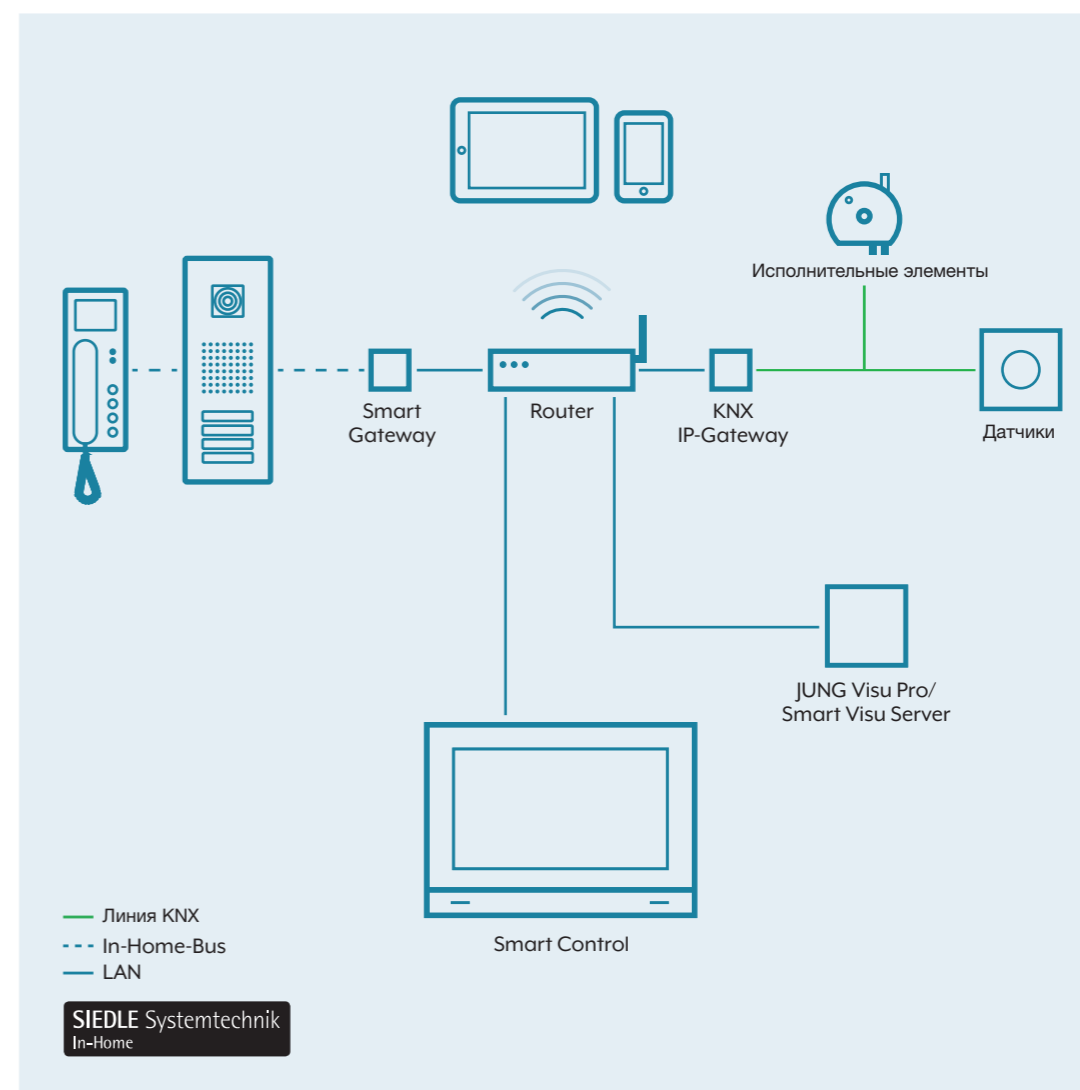 Исполнительные элементы
Smart
Gateway
Router
KNX
IP-Gateway
Датчики
JUNG Visu Pro/
Smart Visu Server
Smart Control
Линия KNX
In-Home-Bus
LAN
SIEDLE Systemtechnik
In-Home